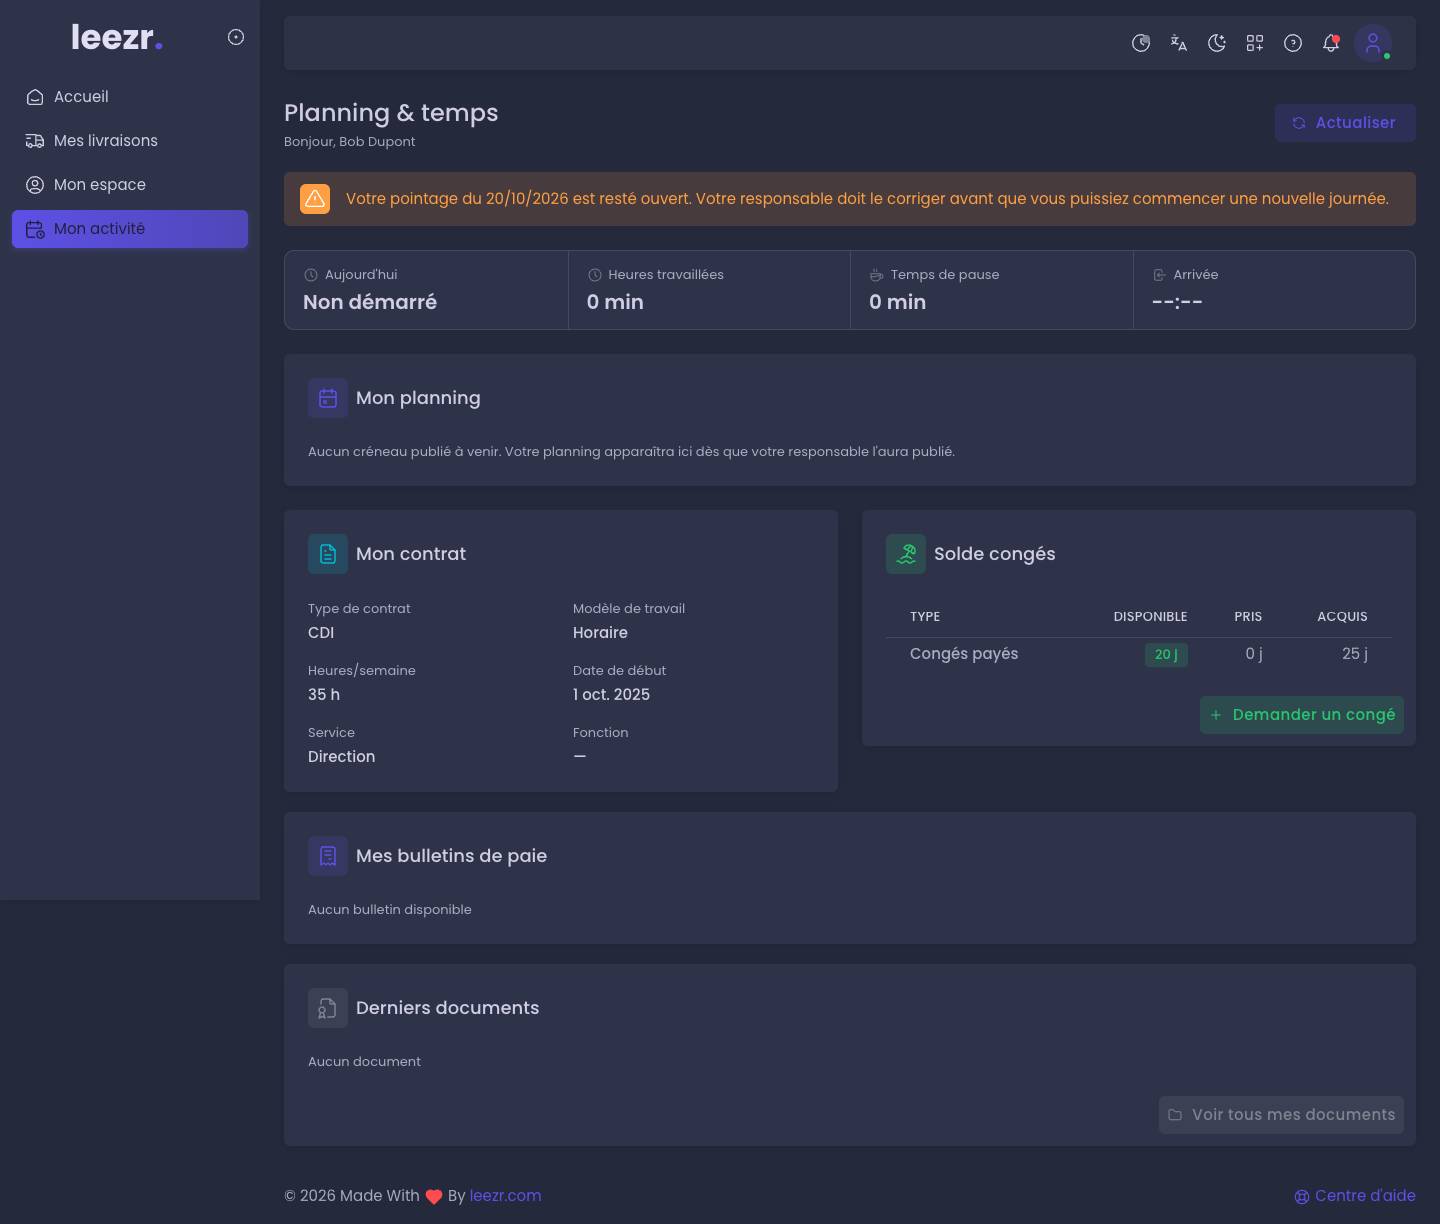 leezr.
Accueil
Mes livraisons
Mon espace
Mon activité
Planning & temps
Bonjour, Bob Dupont
Actualiser
Votre pointage du 20/10/2026 est resté ouvert. Votre responsable doit le corriger avant que vous puissiez commencer une nouvelle journée.
Aujourd'hui
Non démarré
Heures travaillées
0 min
Temps de pause
0 min
Arrivée
--:--
Mon planning
Aucun créneau publié à venir. Votre planning apparaîtra ici dès que votre responsable l'aura publié.
Mon contrat
Type de contrat
CDI
Modèle de travail
Horaire
Heures/semaine
35 h
Date de début
1 oct. 2025
Service
Direction
Fonction
—
Solde congés
TYPE DISPONIBLE PRIS ACQUIS
Congés payés 20 j 0 j 25 j
Demander un congé
Mes bulletins de paie
Aucun bulletin disponible
Derniers documents
Aucun document
Voir tous mes documents
© 2026 Made With By leezr.com
Centre d'aide